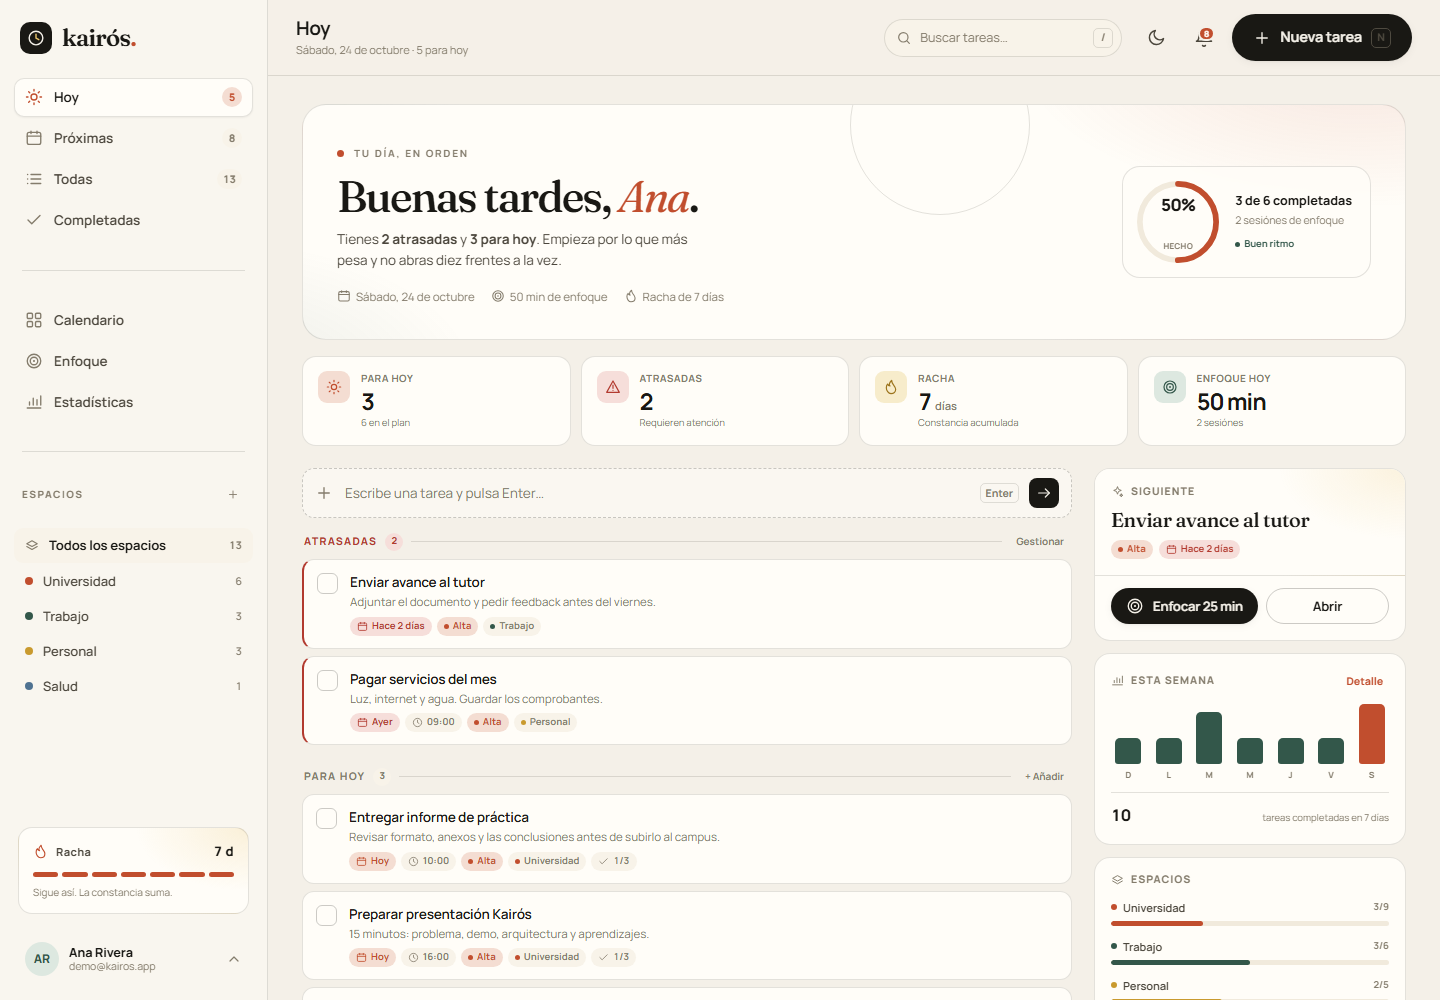 kairós.
Hoy 5
Próximas 8
Todas 13
Completadas
Calendario
Enfoque
Estadísticas
ESPACIOS +
Todos los espacios 13
Universidad 6
Trabajo 3
Personal 3
Salud 1
Racha 7 d
Sigue así. La constancia suma.
AR
Ana Rivera
demo@kairos.app
Hoy
Sábado, 24 de octubre · 5 para hoy
Buscar tareas... /
8
+ Nueva tarea N
TU DÍA, EN ORDEN
Buenas tardes, Ana.
Tienes 2 atrasadas y 3 para hoy. Empieza por lo que más
pesa y no abras diez frentes a la vez.
Sábado, 24 de octubre 50 min de enfoque Racha de 7 días
50%
HECHO
3 de 6 completadas
2 sesiónes de enfoque
Buen ritmo
PARA HOY
3
6 en el plan
ATRASADAS
2
Requieren atención
RACHA
7 días
Constancia acumulada
ENFOQUE HOY
50 min
2 sesiónes
+ Escribe una tarea y pulsa Enter... Enter
ATRASADAS 2 Gestionar
Enviar avance al tutor
Adjuntar el documento y pedir feedback antes del viernes.
Hace 2 días Alta Trabajo
Pagar servicios del mes
Luz, internet y agua. Guardar los comprobantes.
Ayer 09:00 Alta Personal
PARA HOY 3 + Añadir
Entregar informe de práctica
Revisar formato, anexos y las conclusiones antes de subirlo al campus.
Hoy 10:00 Alta Universidad 1/3
Preparar presentación Kairós
15 minutos: problema, demo, arquitectura y aprendizajes.
Hoy 16:00 Alta Universidad 1/3
SIGUIENTE
Enviar avance al tutor
Alta Hace 2 días
Enfocar 25 min Abrir
ESTA SEMANA Detalle
D L M M J V S
10 tareas completadas en 7 días
ESPACIOS
Universidad 3/9
Trabajo 3/6
Personal 2/5